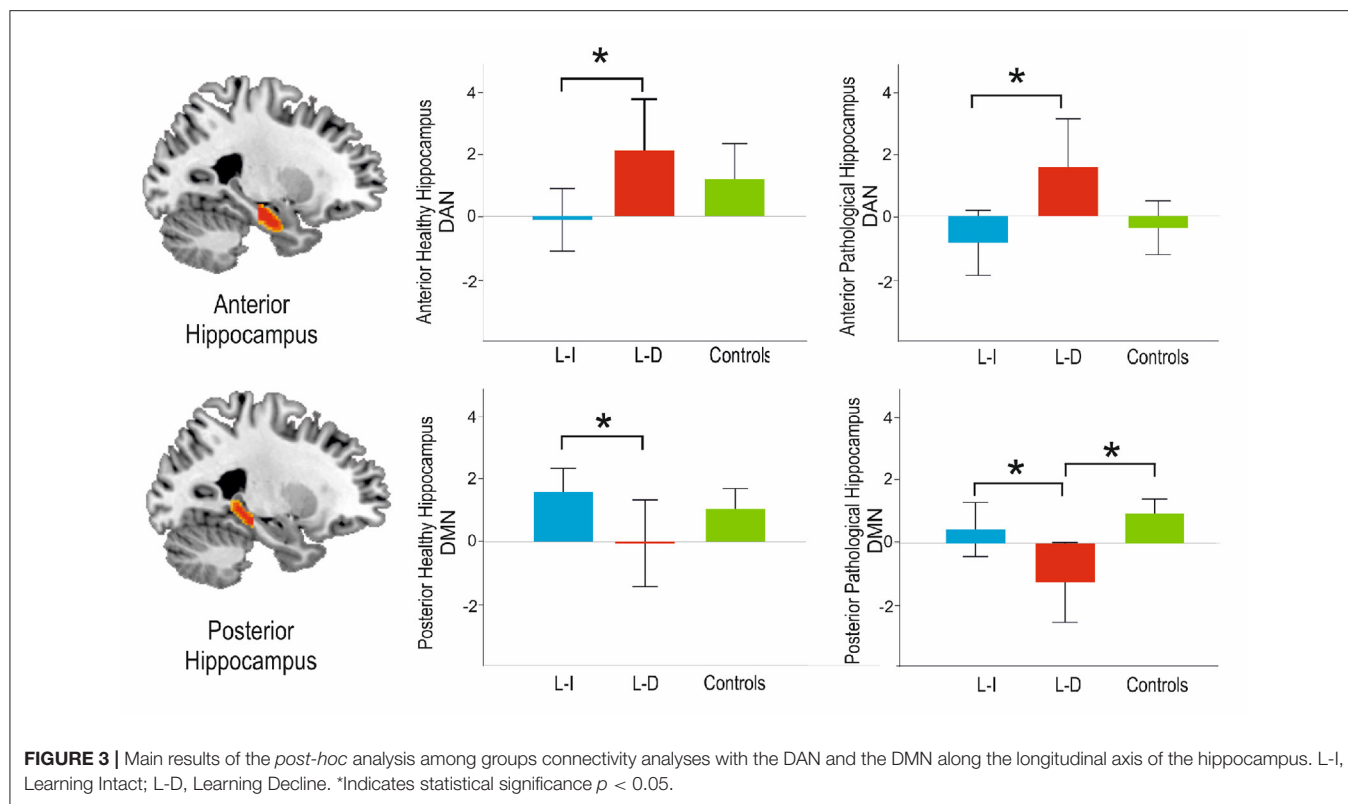 *
Anterior Healthy Hippocampus
DAN
4
2
0
-2
L-I L-D Controls
*
Anterior Pathological Hippocampus
DAN
4
2
0
-2
L-I L-D Controls
Anterior
Hippocampus
*
Posterior Healthy Hippocampus
DMN
4
2
0
-2
L-I L-D Controls
* *
Posterior Pathological Hippocampus
DMN
4
2
0
-2
L-I L-D Controls
Posterior
Hippocampus
FIGURE 3 | Main results of the post-hoc analysis among groups connectivity analyses with the DAN and the DMN along the longitudinal axis of the hippocampus. L-I,
Learning Intact; L-D, Learning Decline. *Indicates statistical significance p < 0.05.